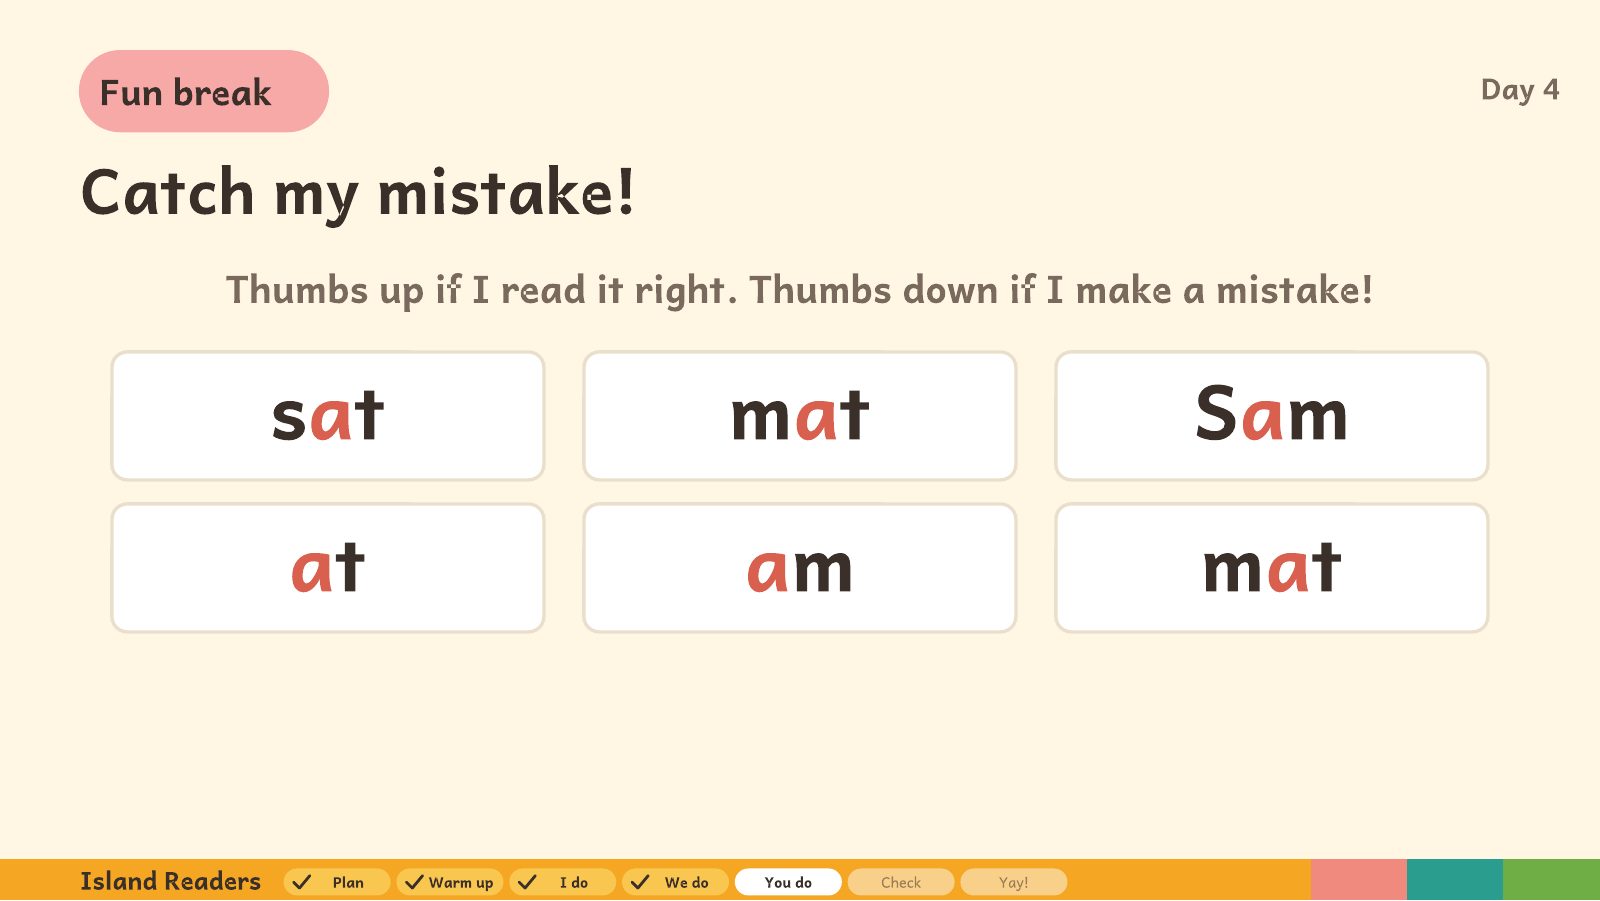 Fun break
Day 4
Catch my mistake!
Thumbs up if I read it right. Thumbs down if I make a mistake!
sat mat Sam
at am mat
Island Readers Plan Warm up I do We do You do Check Yay!